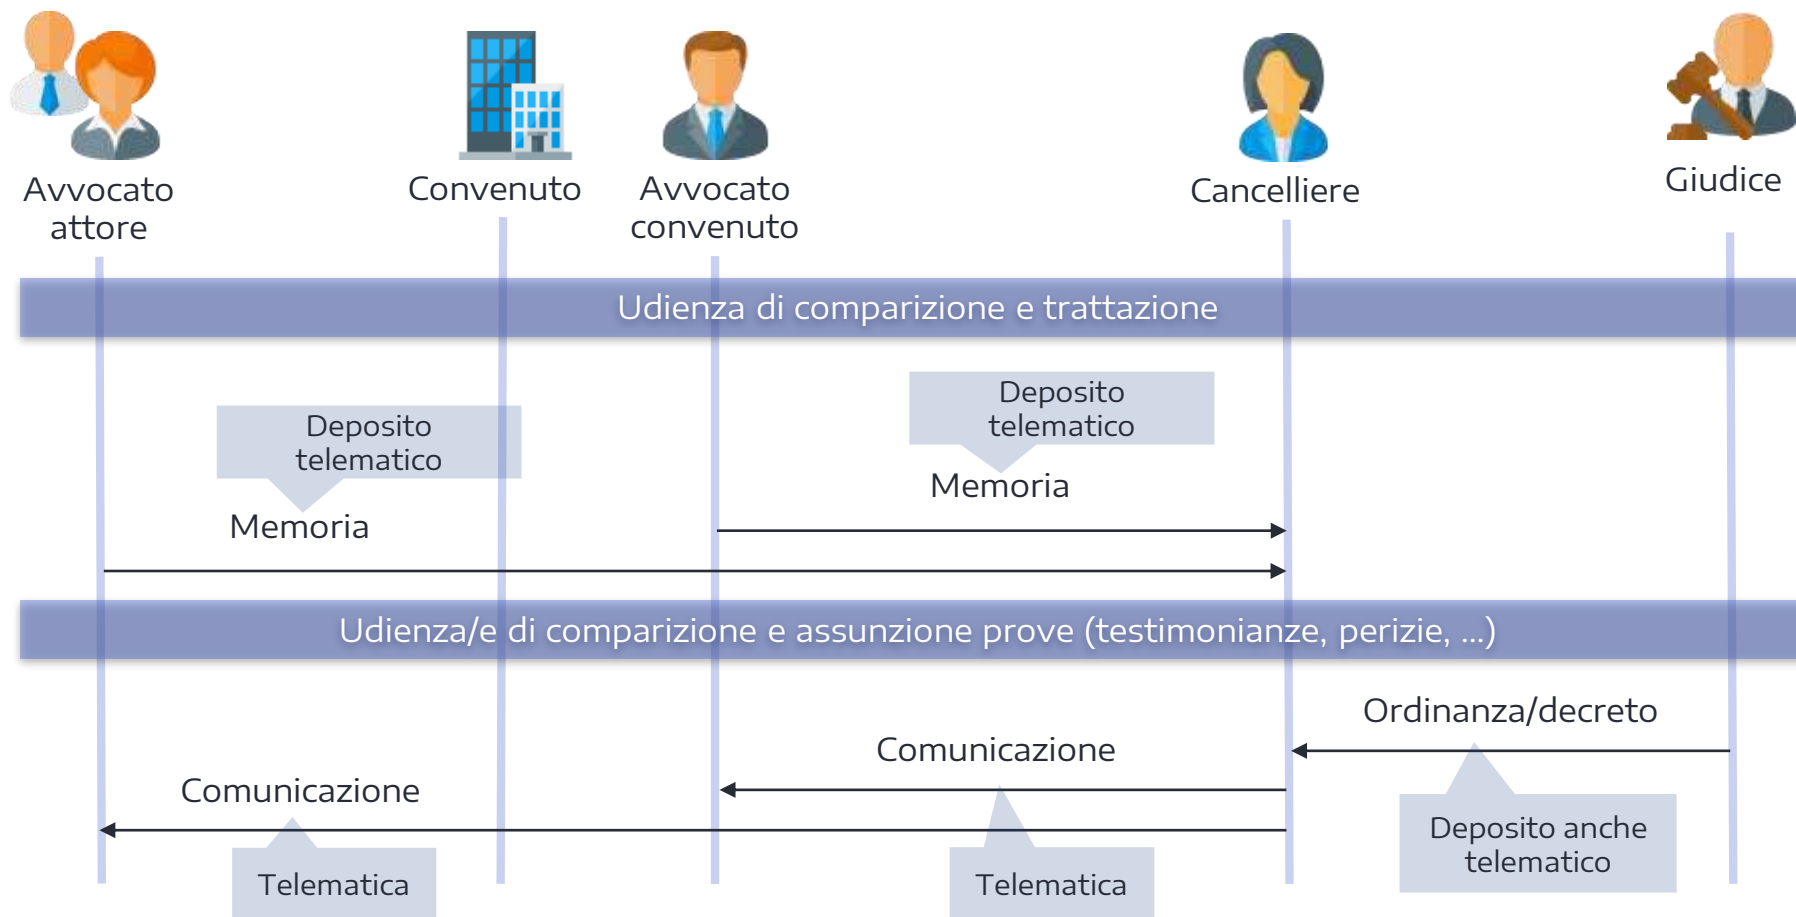 Avvocato
attore
Convenuto
Avvocato
convenuto
Cancelliere
Giudice
Udienza di comparizione e trattazione
Deposito
telematico
Memoria
Deposito
telematico
Memoria
Udienza/e di comparizione e assunzione prove (testimonianze, perizie, ...)
Ordinanza/decreto
Deposito anche
telematico
Comunicazione
Telematica
Comunicazione
Telematica